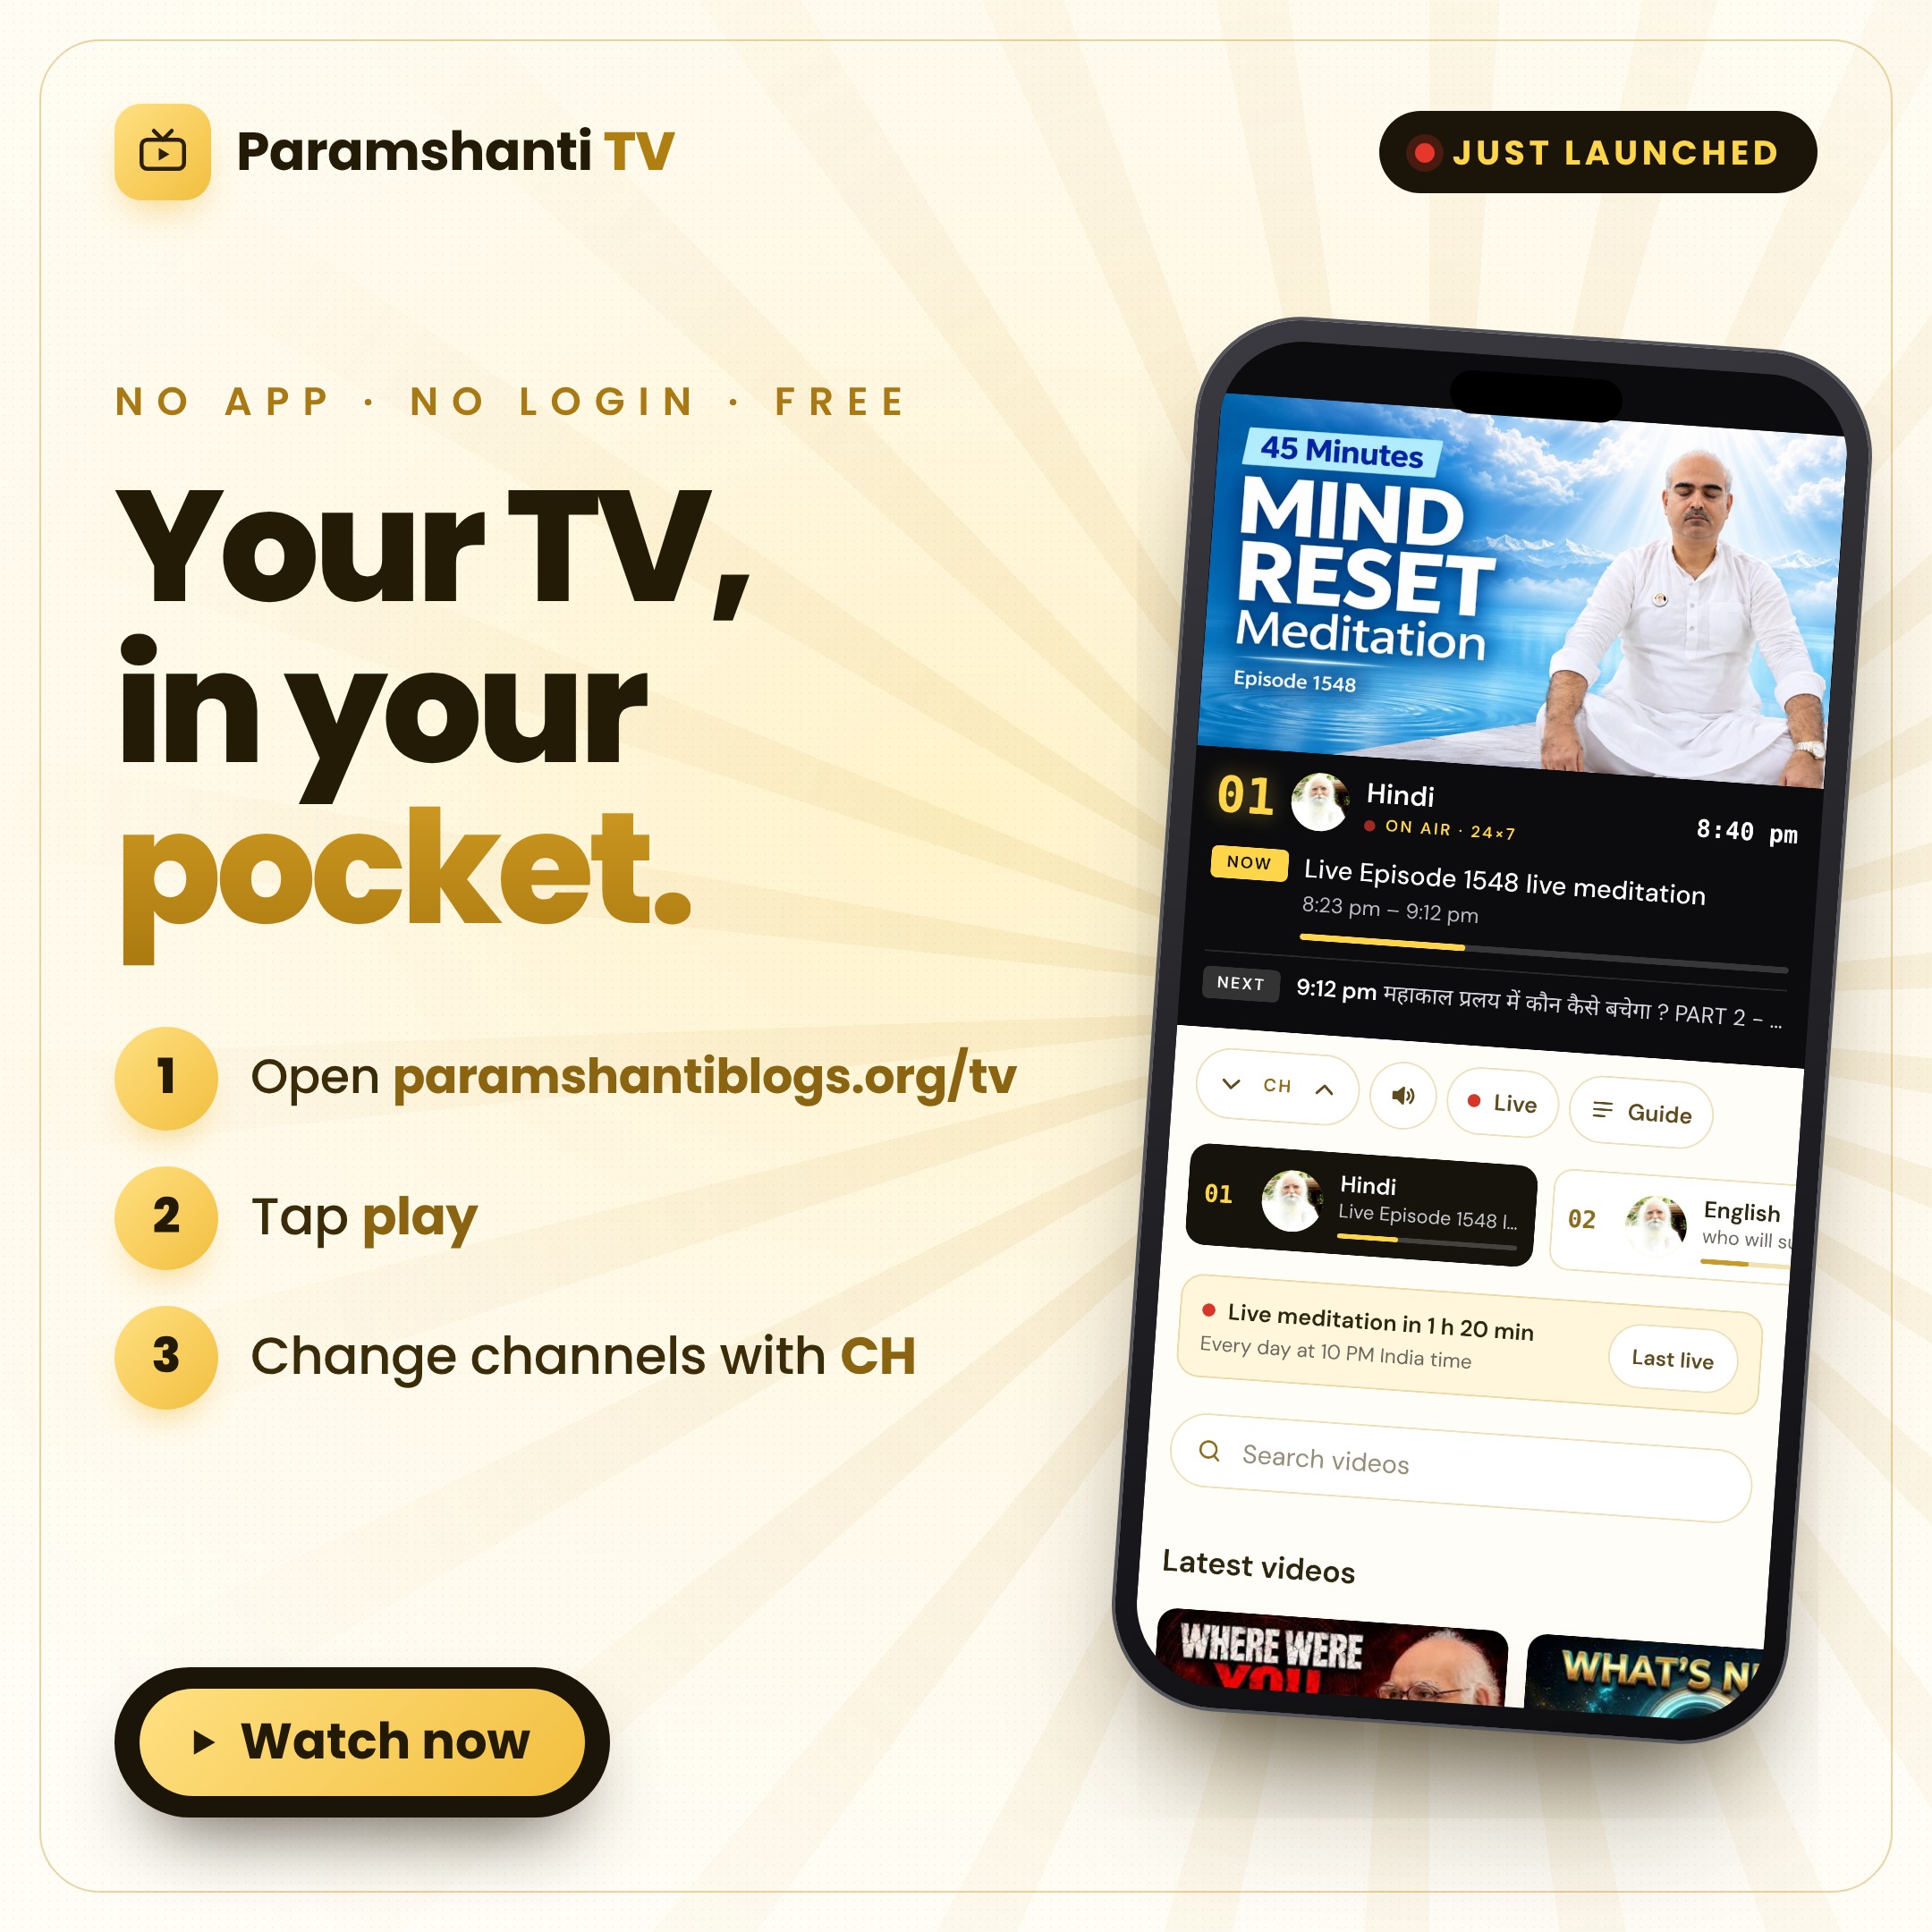 Paramshanti TV
JUST LAUNCHED
NO APP · NO LOGIN · FREE
Your TV,
in your
pocket.
1 Open paramshantiblogs.org/tv
2 Tap play
3 Change channels with CH
Watch now
45 Minutes
MIND
RESET
Meditation
Episode 1548
01 Hindi
ON AIR · 24×7
8:40 pm
NOW Live Episode 1548 live meditation
8:23 pm – 9:12 pm
NEXT 9:12 pm महाकाल प्रलय में कौन कैसे बचेगा ? PART 2 – ...
CH
Live
Guide
01 Hindi
Live Episode 1548 l...
02 English
who will su
Live meditation in 1 h 20 min
Every day at 10 PM India time
Last live
Search videos
Latest videos
WHERE WERE
YOU
WHAT'S